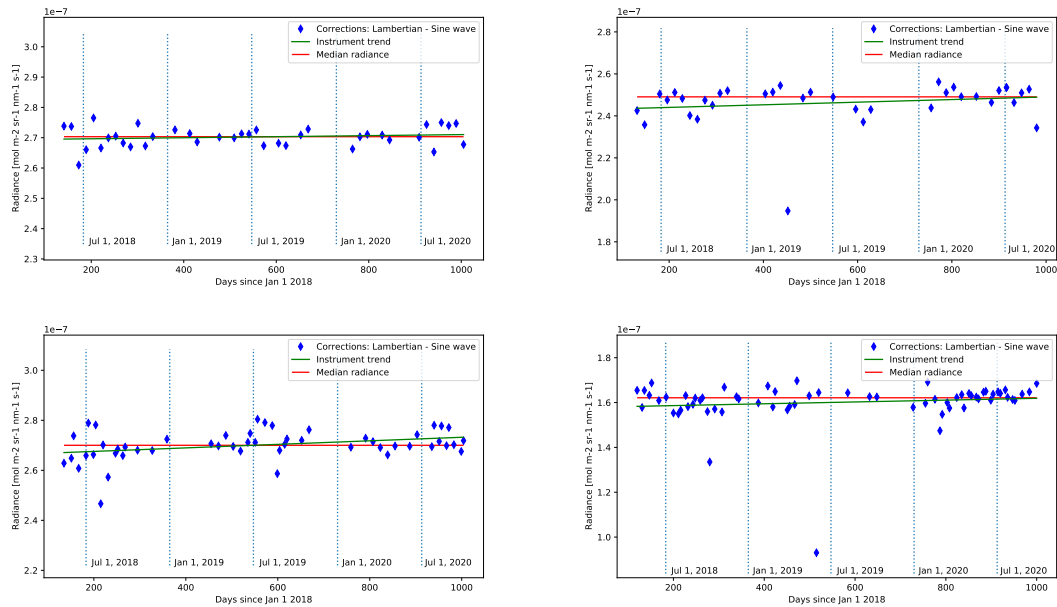 1e−7
Corrections: Lambertian - Sine wave
Instrument trend
Median radiance
Radiance [mol m-2 sr-1 nm-1 s-1]
3.0
2.9
2.8
2.7
2.6
2.5
2.4
2.3
Jul 1, 2018
Jan 1, 2019
Jul 1, 2019
Jan 1, 2020
Jul 1, 2020
200
400
600
800
1000
Days since Jan 1 2018
1e−7
Corrections: Lambertian - Sine wave
Instrument trend
Median radiance
Radiance [mol m-2 sr-1 nm-1 s-1]
2.8
2.6
2.4
2.2
2.0
1.8
Jul 1, 2018
Jan 1, 2019
Jul 1, 2019
Jan 1, 2020
Jul 1, 2020
200
400
600
800
1000
Days since Jan 1 2018
1e−7
Corrections: Lambertian - Sine wave
Instrument trend
Median radiance
Radiance [mol m-2 sr-1 nm-1 s-1]
3.0
2.8
2.6
2.4
2.2
Jul 1, 2018
Jan 1, 2019
Jul 1, 2019
Jan 1, 2020
Jul 1, 2020
200
400
600
800
1000
Days since Jan 1 2018
1e−7
Corrections: Lambertian - Sine wave
Instrument trend
Median radiance
Radiance [mol m-2 sr-1 nm-1 s-1]
1.8
1.6
1.4
1.2
1.0
Jul 1, 2018
Jan 1, 2019
Jul 1, 2019
Jan 1, 2020
Jul 1, 2020
200
400
600
800
1000
Days since Jan 1 2018